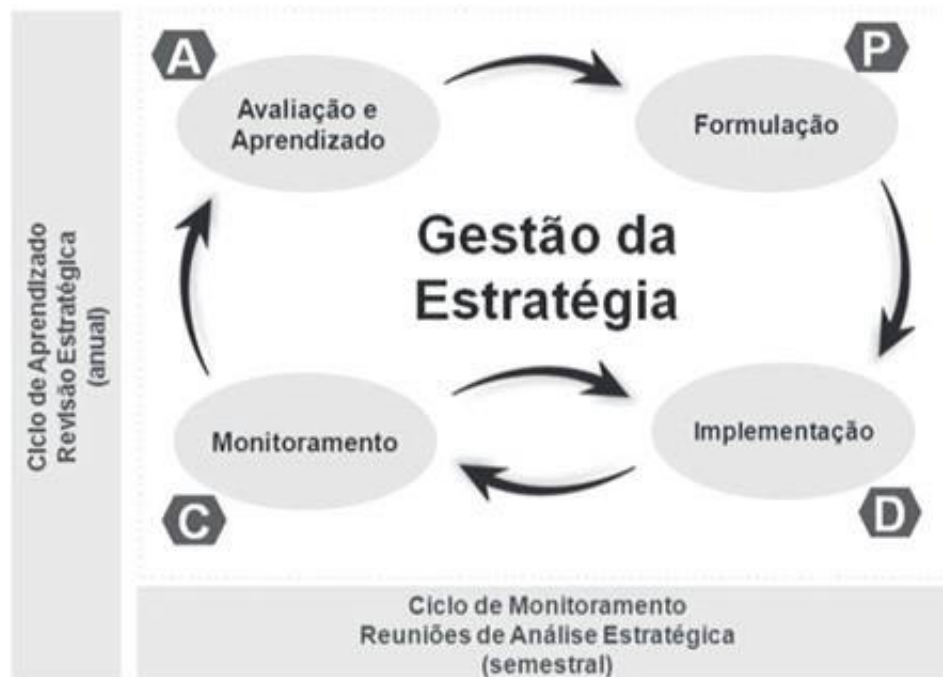 A
Avaliação e
Aprendizado
P
Formulação
Gestão da
Estratégia
Monitoramento
C
Implementação
D
Ciclo de Aprendizado
Revisão Estratégica
(anual)
Ciclo de Monitoramento
Reuniões de Análise Estratégica
(semestral)